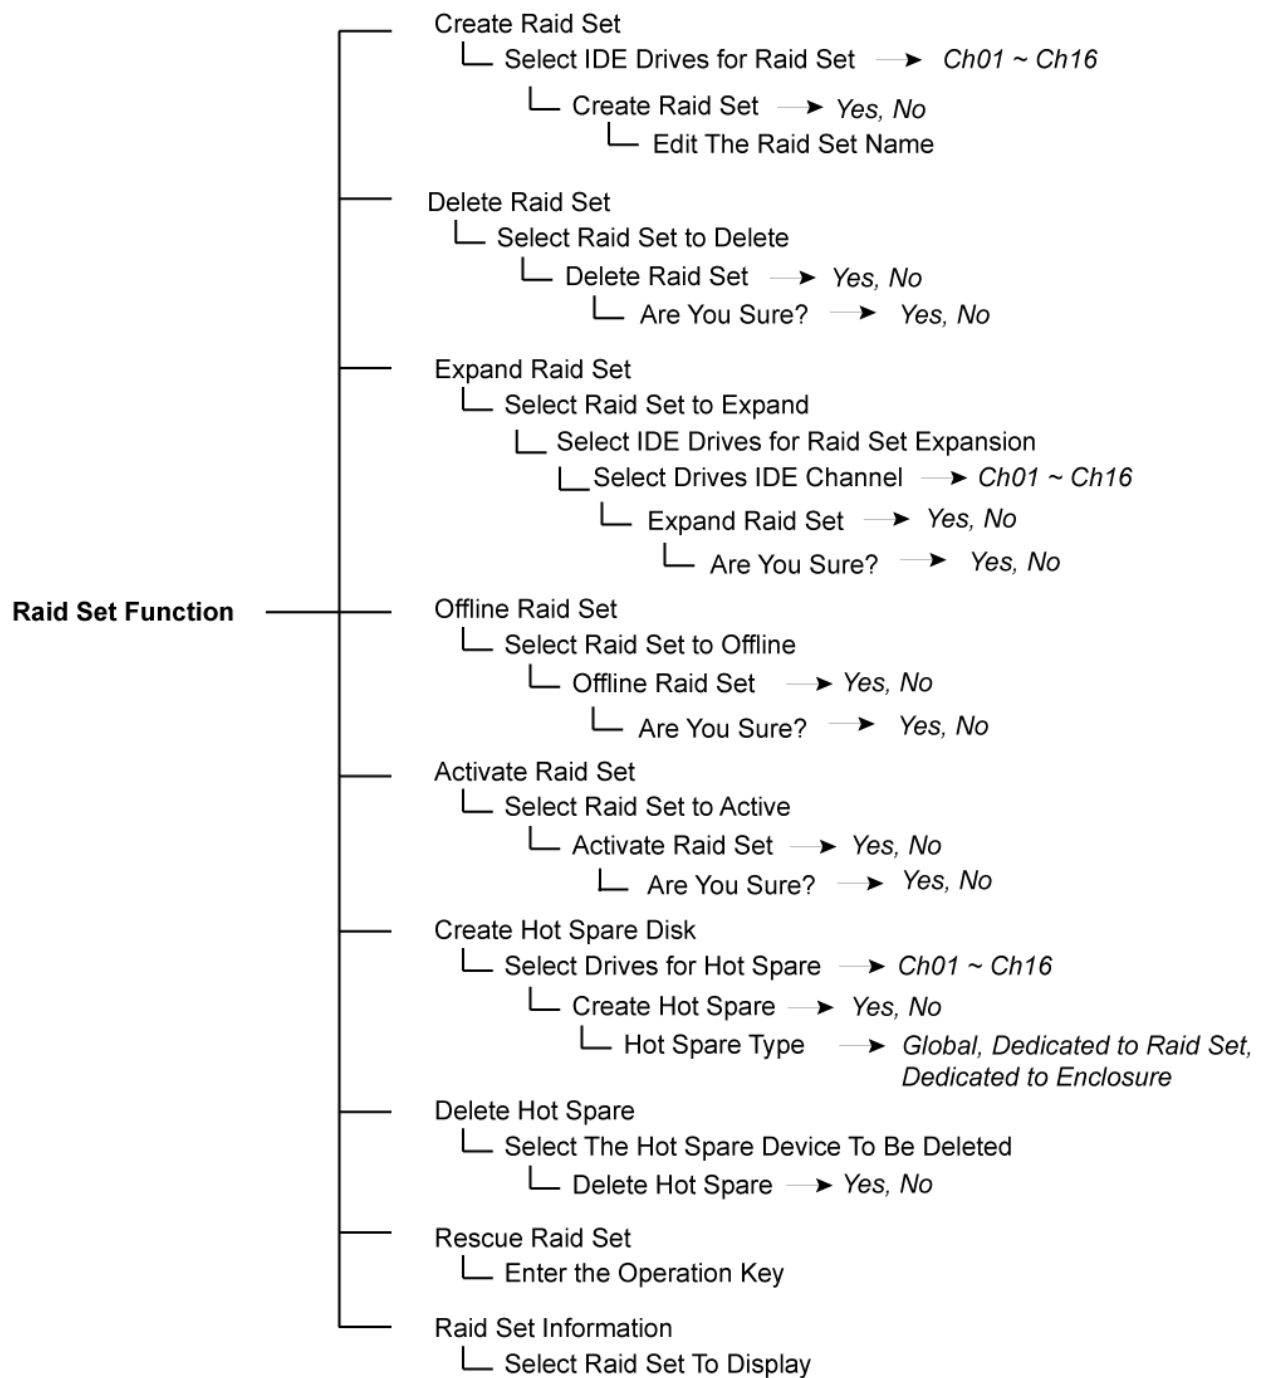 Create Raid Set
Select IDE Drives for Raid Set Ch01 ~ Ch16
Create Raid Set Yes, No
Edit The Raid Set Name
Delete Raid Set
Select Raid Set to Delete
Delete Raid Set Yes, No
Are You Sure? Yes, No
Expand Raid Set
Select Raid Set to Expand
Select IDE Drives for Raid Set Expansion
Select Drives IDE Channel Ch01 ~ Ch16
Expand Raid Set Yes, No
Are You Sure? Yes, No
Raid Set Function
Offline Raid Set
Select Raid Set to Offline
Offline Raid Set Yes, No
Are You Sure? Yes, No
Activate Raid Set
Select Raid Set to Active
Activate Raid Set Yes, No
Are You Sure? Yes, No
Create Hot Spare Disk
Select Drives for Hot Spare Ch01 ~ Ch16
Create Hot Spare Yes, No
Hot Spare Type Global, Dedicated to Raid Set,
Dedicated to Enclosure
Delete Hot Spare
Select The Hot Spare Device To Be Deleted
Delete Hot Spare Yes, No
Rescue Raid Set
Enter the Operation Key
Raid Set Information
Select Raid Set To Display